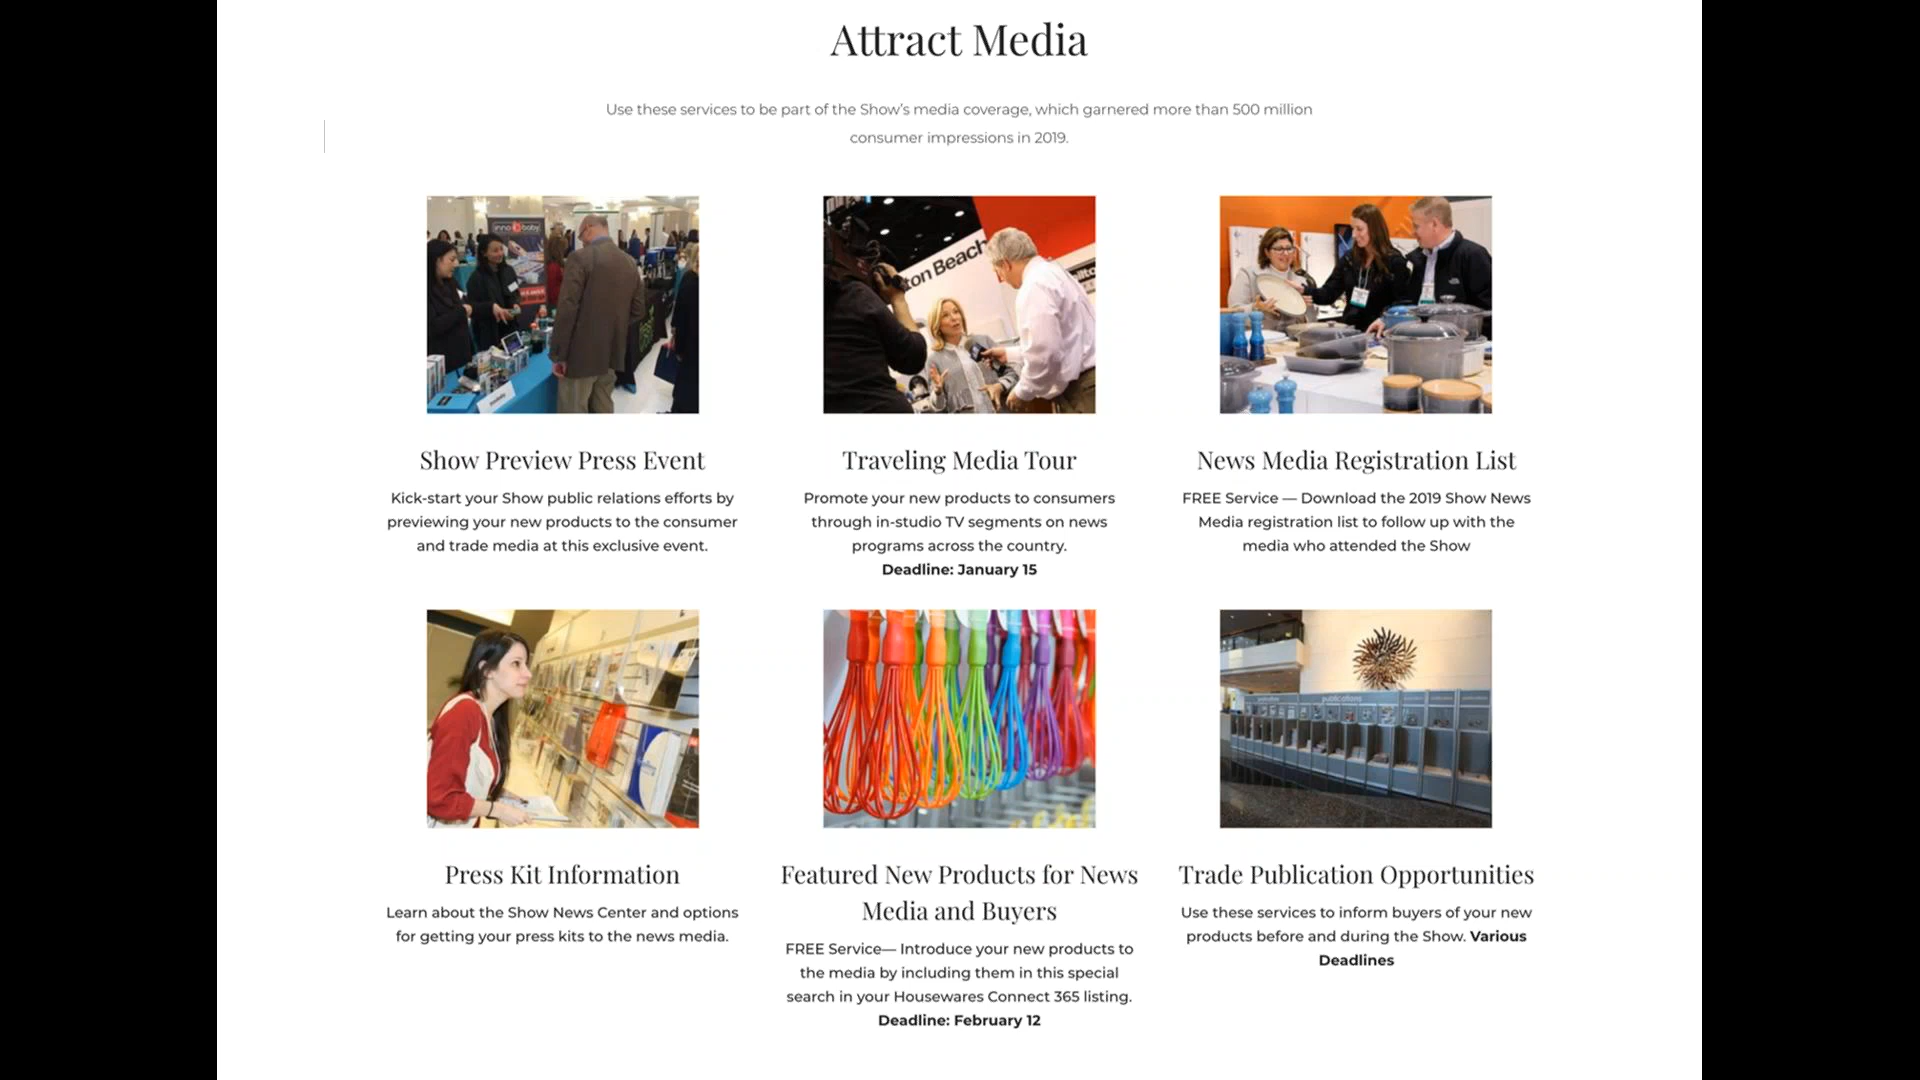 Attract Media
Use these services to be part of the Show's media coverage, which garnered more than 500 million
consumer impressions in 2019.
inno baby
ton Beach
Show Preview Press Event
Kick-start your Show public relations efforts by
previewing your new products to the consumer
and trade media at this exclusive event.
Traveling Media Tour
Promote your new products to consumers
through in-studio TV segments on news
programs across the country.
Deadline: January 15
News Media Registration List
FREE Service — Download the 2019 Show News
Media registration list to follow up with the
media who attended the Show
publications
Press Kit Information
Learn about the Show News Center and options
for getting your press kits to the news media.
Featured New Products for News
Media and Buyers
FREE Service— Introduce your new products to
the media by including them in this special
search in your Housewares Connect 365 listing.
Deadline: February 12
Trade Publication Opportunities
Use these services to inform buyers of your new
products before and during the Show. Various
Deadlines